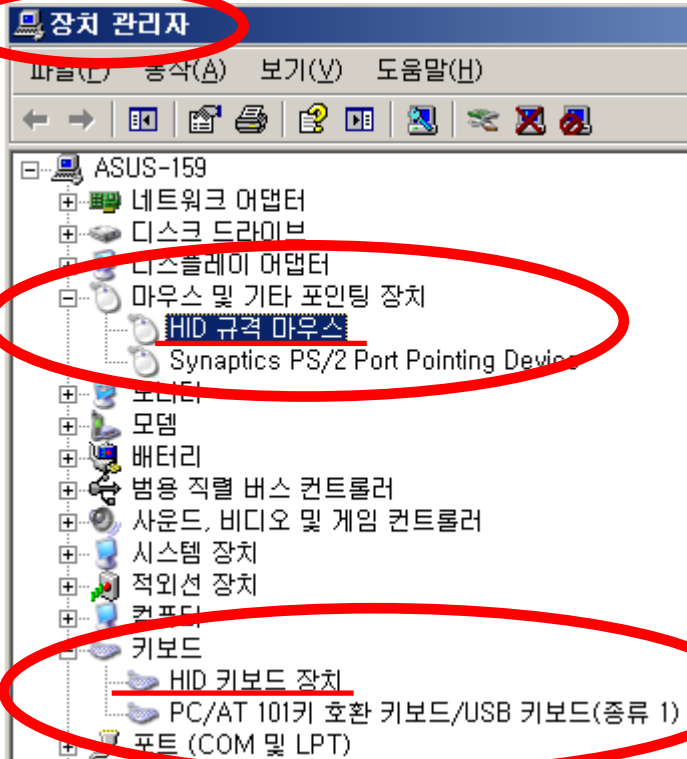 장치 관리자
파일(F) 동작(A) 보기(V) 도움말(H)
ASUS-159
네트워크 어댑터
디스크 드라이브
디스플레이 어댑터
마우스 및 기타 포인팅 장치
HID 규격 마우스
Synaptics PS/2 Port Pointing Device
모니터
모뎀
배터리
범용 직렬 버스 컨트롤러
사운드, 비디오 및 게임 컨트롤러
시스템 장치
적외선 장치
컴퓨터
키보드
HID 키보드 장치
PC/AT 101키 호환 키보드/USB 키보드(종류 1)
포트 (COM 및 LPT)